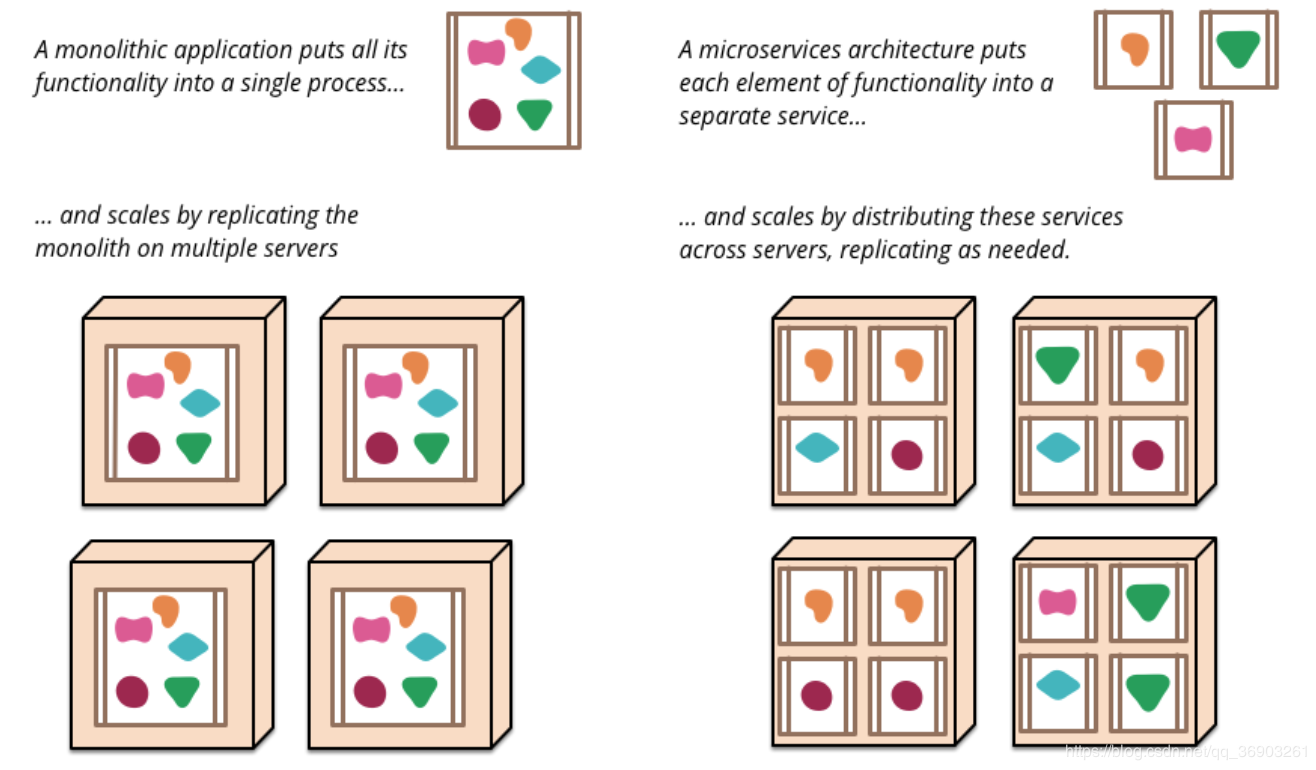 A monolithic application puts all its
functionality into a single process...
A microservices architecture puts
each element of functionality into a
separate service...
... and scales by replicating the
monolith on multiple servers
... and scales by distributing these services
across servers, replicating as needed.
https://blog.csdn.net/qq_36903261